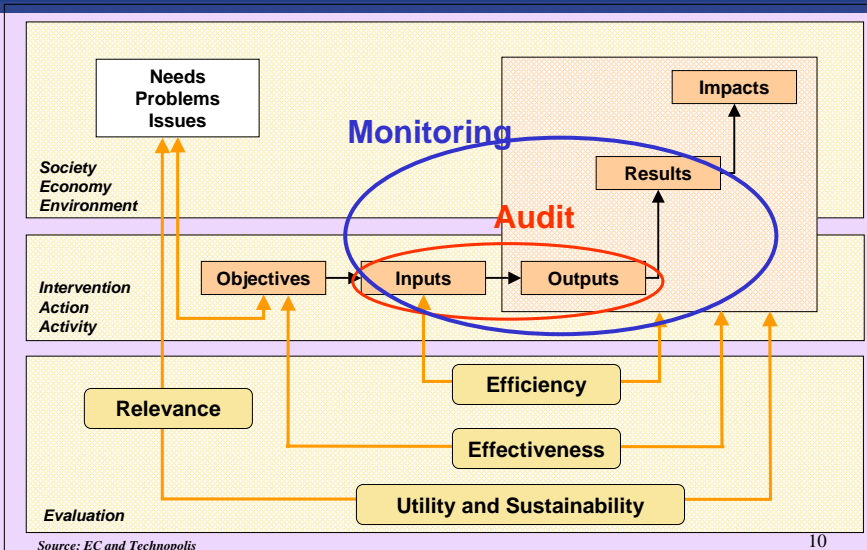 Needs
Problems
Issues
Impacts
Monitoring
Results
Society
Economy
Environment
Audit
Objectives
Inputs
Outputs
Intervention
Action
Activity
Efficiency
Relevance
Effectiveness
Utility and Sustainability
Evaluation
Source: EC and Technopolis
10